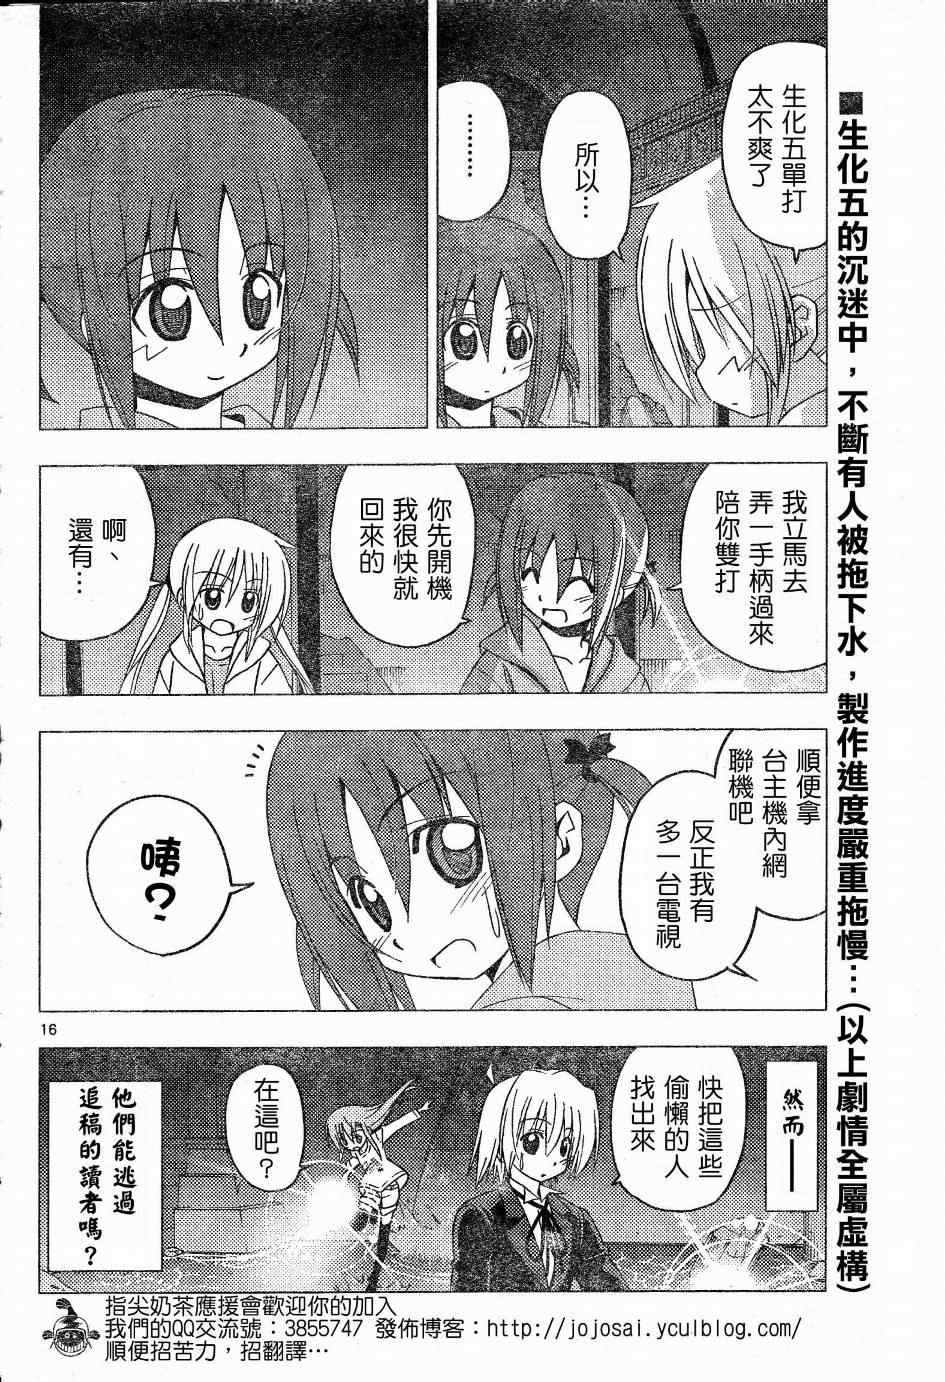 ■生化五的沉迷中，不斷有人被拖下水，製作進度嚴重拖慢…(以上劇情全屬虛構)
生化五單打
太不爽了
所以…
………
我立馬去
弄一手柄過來
陪你雙打
你先開機
我很快就
回來的
啊、
還有…
順便拿
台主機內網
聯機吧
反正我有
多一台電視
咦？
16
然而——
快把這些
偷懶的人
找出來
在這吧？
他們能逃過
追稿的讀者嗎？
指尖奶茶應援會歡迎你的加入
我們的QQ交流號：3855747 發佈博客：http://jojosai.yculblog.com/
順便招苦力，招翻譯…